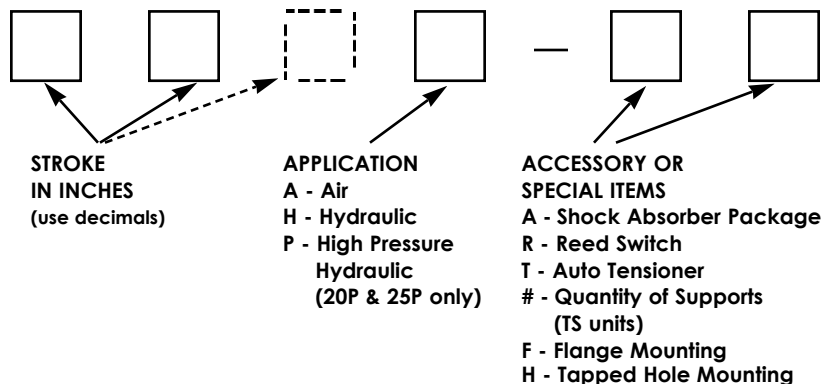 STROKE
IN INCHES
(use decimals)
APPLICATION
A - Air
H - Hydraulic
P - High Pressure
Hydraulic
(20P & 25P only)
ACCESSORY OR
SPECIAL ITEMS
A - Shock Absorber Package
R - Reed Switch
T - Auto Tensioner
# - Quantity of Supports
(TS units)
F - Flange Mounting
H - Tapped Hole Mounting